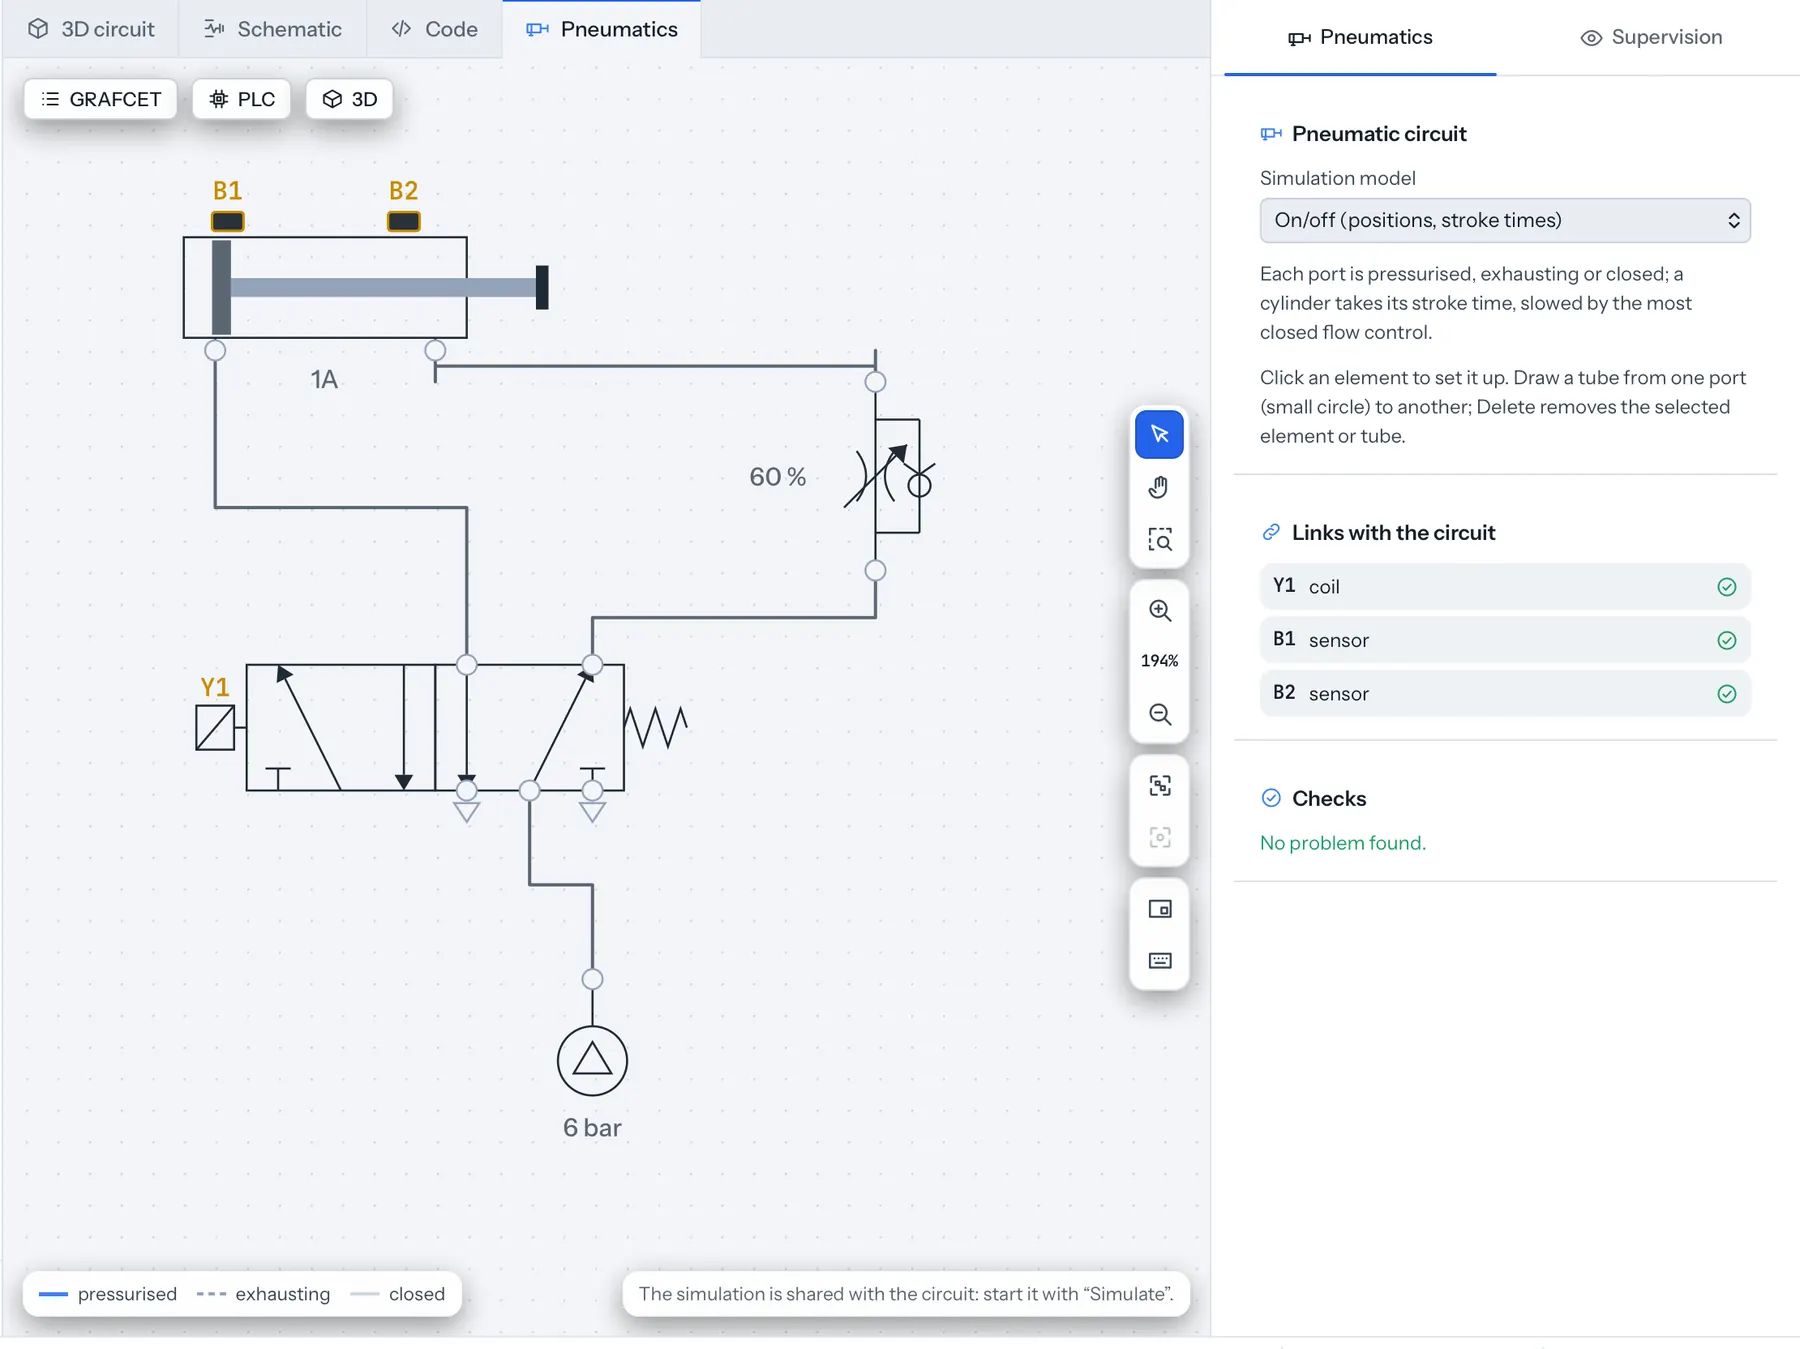 3D circuit
Schematic
Code
Pneumatics
Pneumatics
Supervision
GRAFCET
PLC
3D
B1
B2
1A
60 %
Y1
6 bar
194%
pressurised
exhausting
closed
The simulation is shared with the circuit: start it with “Simulate”.
Pneumatic circuit
Simulation model
On/off (positions, stroke times)
Each port is pressurised, exhausting or closed; a
cylinder takes its stroke time, slowed by the most
closed flow control.
Click an element to set it up. Draw a tube from one port
(small circle) to another; Delete removes the selected
element or tube.
Links with the circuit
Y1 coil
B1 sensor
B2 sensor
Checks
No problem found.